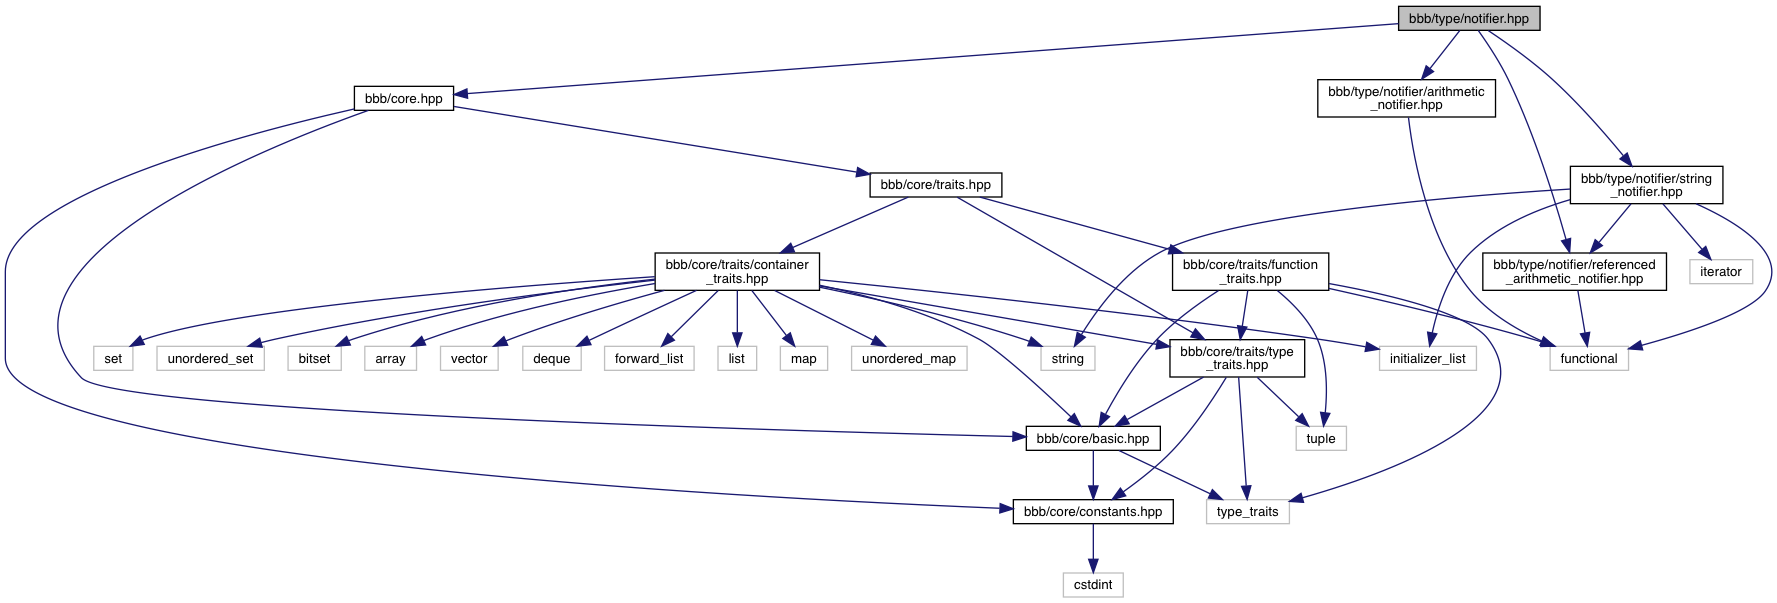 bbb/type/notifier.hpp
bbb/core.hpp
bbb/type/notifier/arithmetic
_notifier.hpp
bbb/core/traits.hpp
bbb/type/notifier/string
_notifier.hpp
bbb/core/traits/container
_traits.hpp
bbb/core/traits/function
_traits.hpp
bbb/type/notifier/referenced
_arithmetic_notifier.hpp
iterator
set
unordered_set
bitset
array
vector
deque
forward_list
list
map
unordered_map
string
bbb/core/traits/type
_traits.hpp
initializer_list
functional
bbb/core/basic.hpp
tuple
bbb/core/constants.hpp
type_traits
cstdint